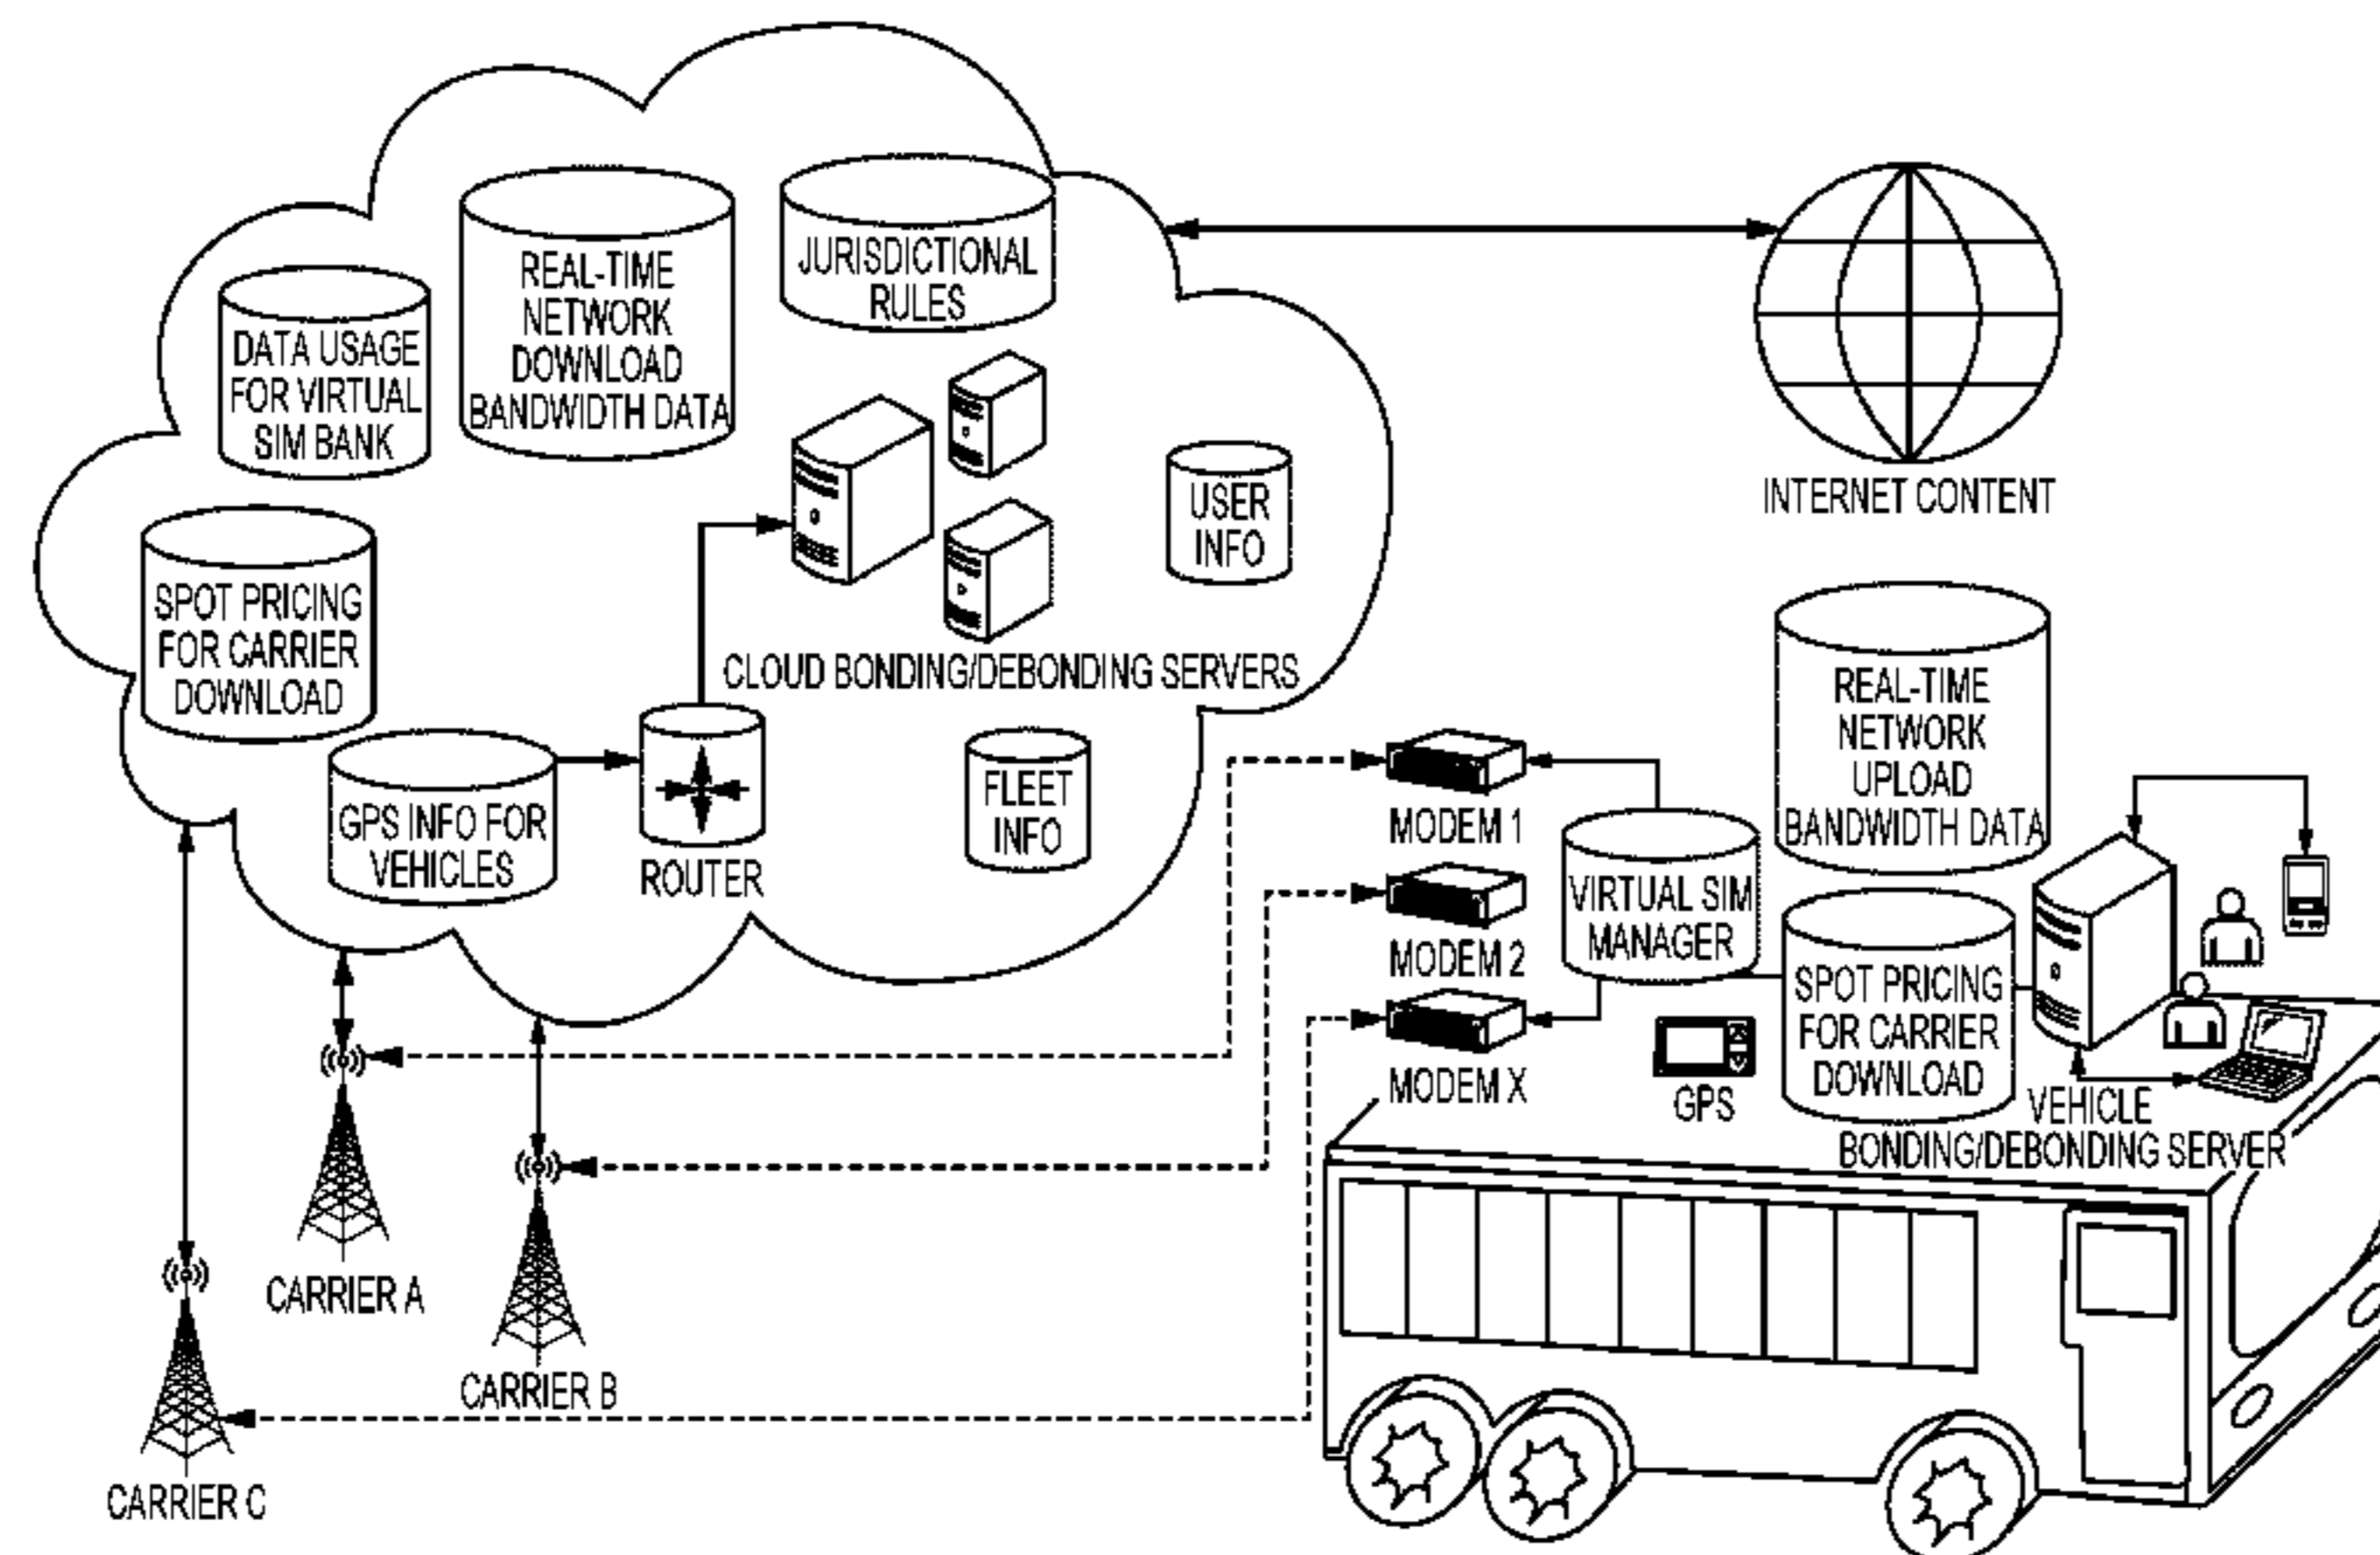 REAL-TIME
NETWORK
DOWNLOAD
BANDWIDTH DATA
JURISDICTIONAL
RULES
DATA USAGE
FOR VIRTUAL
SIM BANK
USER
INFO
INTERNET CONTENT
SPOT PRICING
FOR CARRIER
DOWNLOAD
CLOUD BONDING/DEBONDING SERVERS
GPS INFO FOR
VEHICLES
ROUTER
FLEET
INFO
REAL-TIME
NETWORK
UPLOAD
BANDWIDTH DATA
MODEM 1
MODEM 2
MODEM X
VIRTUAL SIM
MANAGER
SPOT PRICING
FOR CARRIER
DOWNLOAD
GPS
VEHICLE
BONDING/DEBONDING SERVER
CARRIER A
CARRIER B
CARRIER C